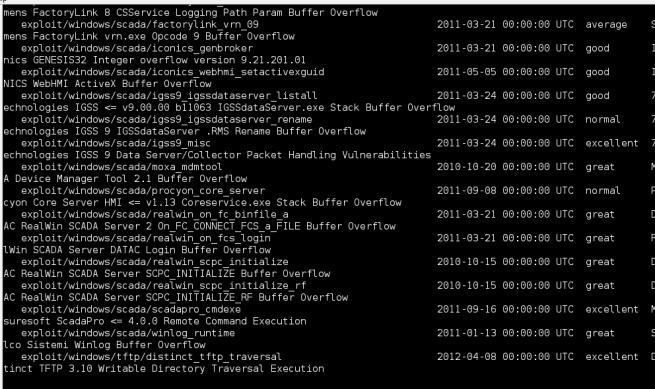 mens FactoryLink 8 CSService Logging Path Param Buffer Overflow
exploit/windows/scada/factorylink_vrn_09 2011-03-21 00:00:00 UTC average S
mens FactoryLink vrn.exe Opcode 9 Buffer Overflow
exploit/windows/scada/iconics_genbroker 2011-03-21 00:00:00 UTC good I
nics GENESIS32 Integer overflow version 9.21.201.01
exploit/windows/scada/iconics_webhmi_setactivexguid 2011-05-05 00:00:00 UTC good I
NICS WebHMI ActiveX Buffer Overflow
exploit/windows/scada/igss9_igssdataserver_listall 2011-03-24 00:00:00 UTC good 7
echnologies IGSS <= v9.00.00 b11063 IGSSdataServer.exe Stack Buffer Overflow
exploit/windows/scada/igss9_igssdataserver_rename 2011-03-24 00:00:00 UTC normal 7
echnologies IGSS 9 IGSSdataServer .RMS Rename Buffer Overflow
exploit/windows/scada/igss9_misc 2011-03-24 00:00:00 UTC excellent 7
echnologies IGSS 9 Data Server/Collector Packet Handling Vulnerabilities
exploit/windows/scada/moxa_mdmtool 2010-10-20 00:00:00 UTC great M
A Device Manager Tool 2.1 Buffer Overflow
exploit/windows/scada/procyon_core_server 2011-09-08 00:00:00 UTC normal P
cyon Core Server HMI <= v1.13 Coreservice.exe Stack Buffer Overflow
exploit/windows/scada/realwin_on_fc_binfile_a 2011-03-21 00:00:00 UTC great D
AC RealWin SCADA Server 2 On_FC_CONNECT_FCS_a_FILE Buffer Overflow
exploit/windows/scada/realwin_on_fcs_login 2011-03-21 00:00:00 UTC great R
lWin SCADA Server DATAC Login Buffer Overflow
exploit/windows/scada/realwin_scpc_initialize 2010-10-15 00:00:00 UTC great D
AC RealWin SCADA Server SCPC_INITIALIZE Buffer Overflow
exploit/windows/scada/realwin_scpc_initialize_rf 2010-10-15 00:00:00 UTC great D
AC RealWin SCADA Server SCPC_INITIALIZE_RF Buffer Overflow
exploit/windows/scada/scadapro_cmdexe 2011-09-16 00:00:00 UTC excellent M
suresoft ScadaPro <= 4.0.0 Remote Command Execution
exploit/windows/scada/winlog_runtime 2011-01-13 00:00:00 UTC great S
lco Sistemi Winlog Buffer Overflow
exploit/windows/tftp/distinct_tftp_traversal 2012-04-08 00:00:00 UTC excellent D
tinct TFTP 3.10 Writable Directory Traversal Execution